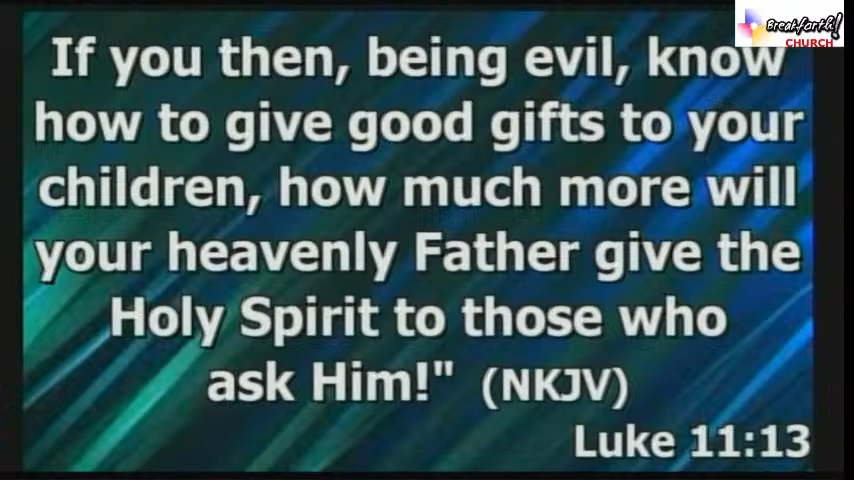 Breakforth!
CHURCH
If you then, being evil, know
how to give good gifts to your
children, how much more will
your heavenly Father give the
Holy Spirit to those who
ask Him!" (NKJV)
Luke 11:13